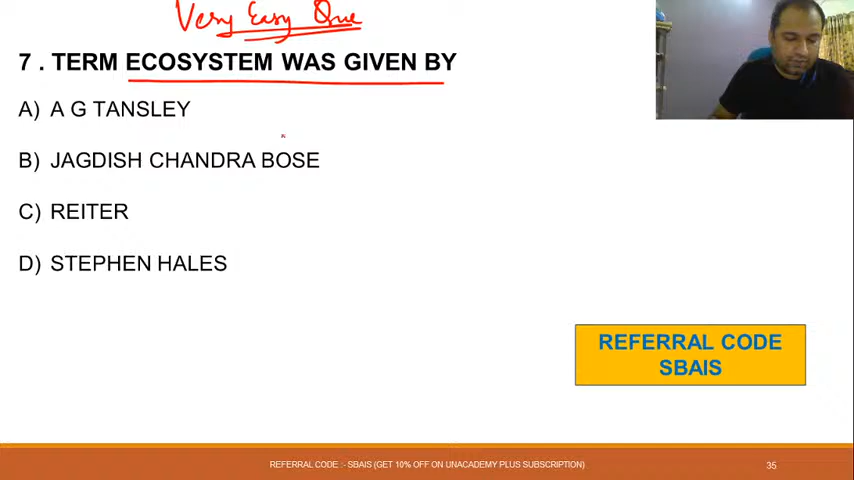 Very Easy Que
7 . TERM ECOSYSTEM WAS GIVEN BY
A) A G TANSLEY
B) JAGDISH CHANDRA BOSE
C) REITER
D) STEPHEN HALES
REFERRAL CODE
SBAIS
REFERRAL CODE :- SBAIS (GET 10% OFF ON UNACADEMY PLUS SUBSCRIPTION)
35